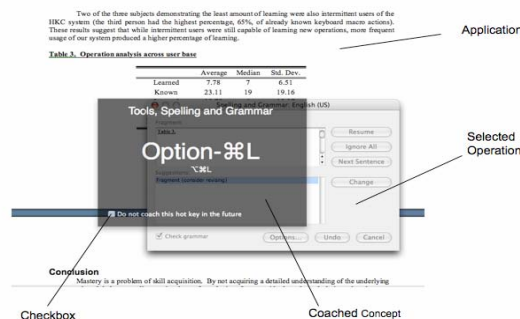 Two of the three subjects demonstrating the least amount of learning were also intermittent users of the
HKC system (the third person had the highest percentage, 65%, of already known keyboard macro actions).
These results suggest that while intermittent users were still capable of learning new operations, more frequent
usage of our system produced a higher percentage of learning.
Application
Table 3. Operation analysis across user base
Average Median Std. Dev.
Learned 7.78 7 6.51
Known 23.11 19 19.16
Spelling and Grammar: English (US)
Tools, Spelling and Grammar
Fragment:
Table 3.
Resume
Ignore All
Next Sentence
Option-⌘L
⌥⌘L
Selected
Operation
Suggestions:
Fragment (consider revising)
Change
Do not coach this hot key in the future
Check grammar
Options...
Undo
Cancel
Conclusion
Mastery is a problem of skill acquisition. By not acquiring a detailed understanding of the underlying
Checkbox
Coached Concept